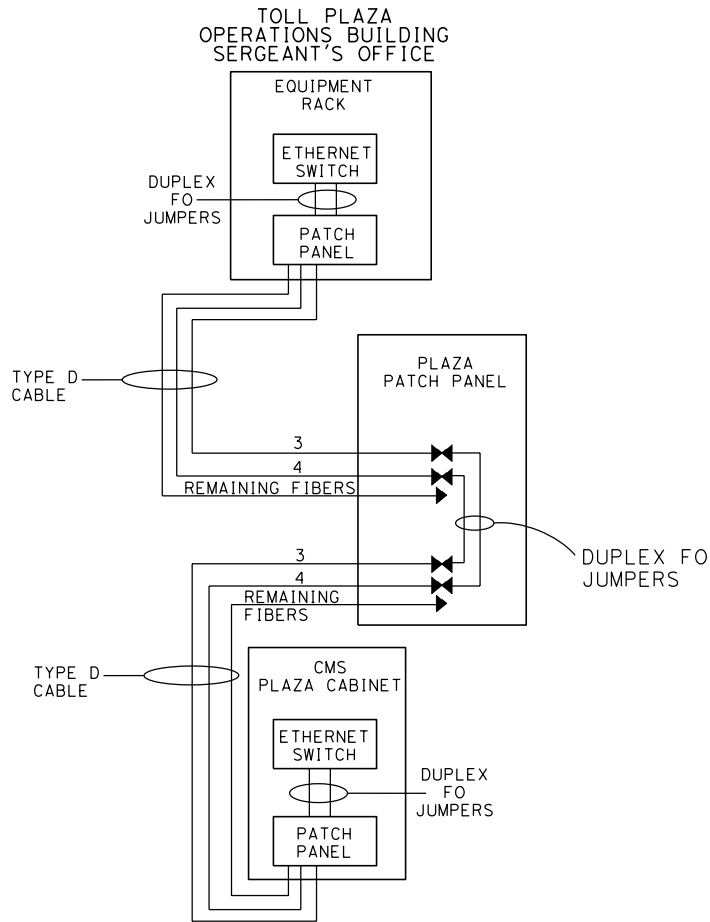 TOLL PLAZA
OPERATIONS BUILDING
SERGEANT'S OFFICE
EQUIPMENT
RACK
ETHERNET
SWITCH
DUPLEX
FO
JUMPERS
PATCH
PANEL
TYPE D
CABLE
PLAZA
PATCH PANEL
3
4
REMAINING FIBERS
3
4
REMAINING
FIBERS
DUPLEX FO
JUMPERS
TYPE D
CABLE
CMS
PLAZA CABINET
ETHERNET
SWITCH
DUPLEX
FO
JUMPERS
PATCH
PANEL